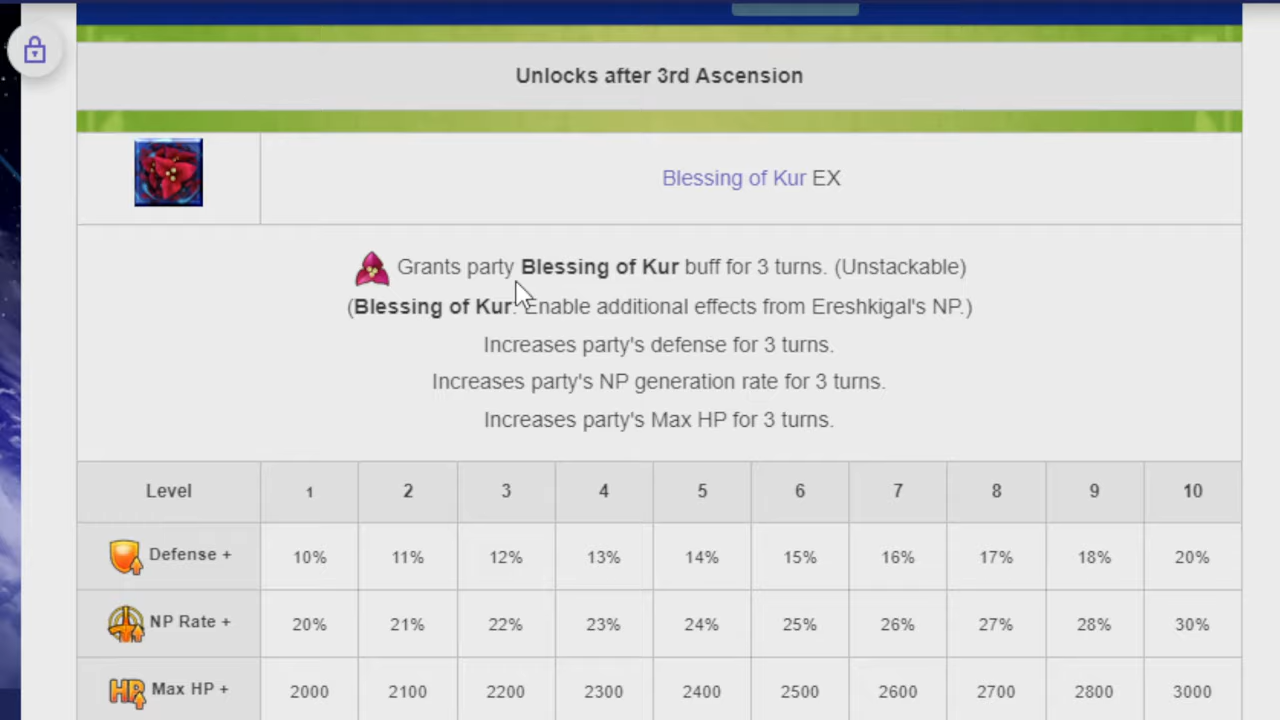 Unlocks after 3rd Ascension
Blessing of Kur EX
Grants party Blessing of Kur buff for 3 turns. (Unstackable)
(Blessing of Kur: Enable additional effects from Ereshkigal's NP.)
Increases party's defense for 3 turns.
Increases party's NP generation rate for 3 turns.
Increases party's Max HP for 3 turns.
Level 1 2 3 4 5 6 7 8 9 10
Defense + 10% 11% 12% 13% 14% 15% 16% 17% 18% 20%
NP Rate + 20% 21% 22% 23% 24% 25% 26% 27% 28% 30%
HP Max HP + 2000 2100 2200 2300 2400 2500 2600 2700 2800 3000